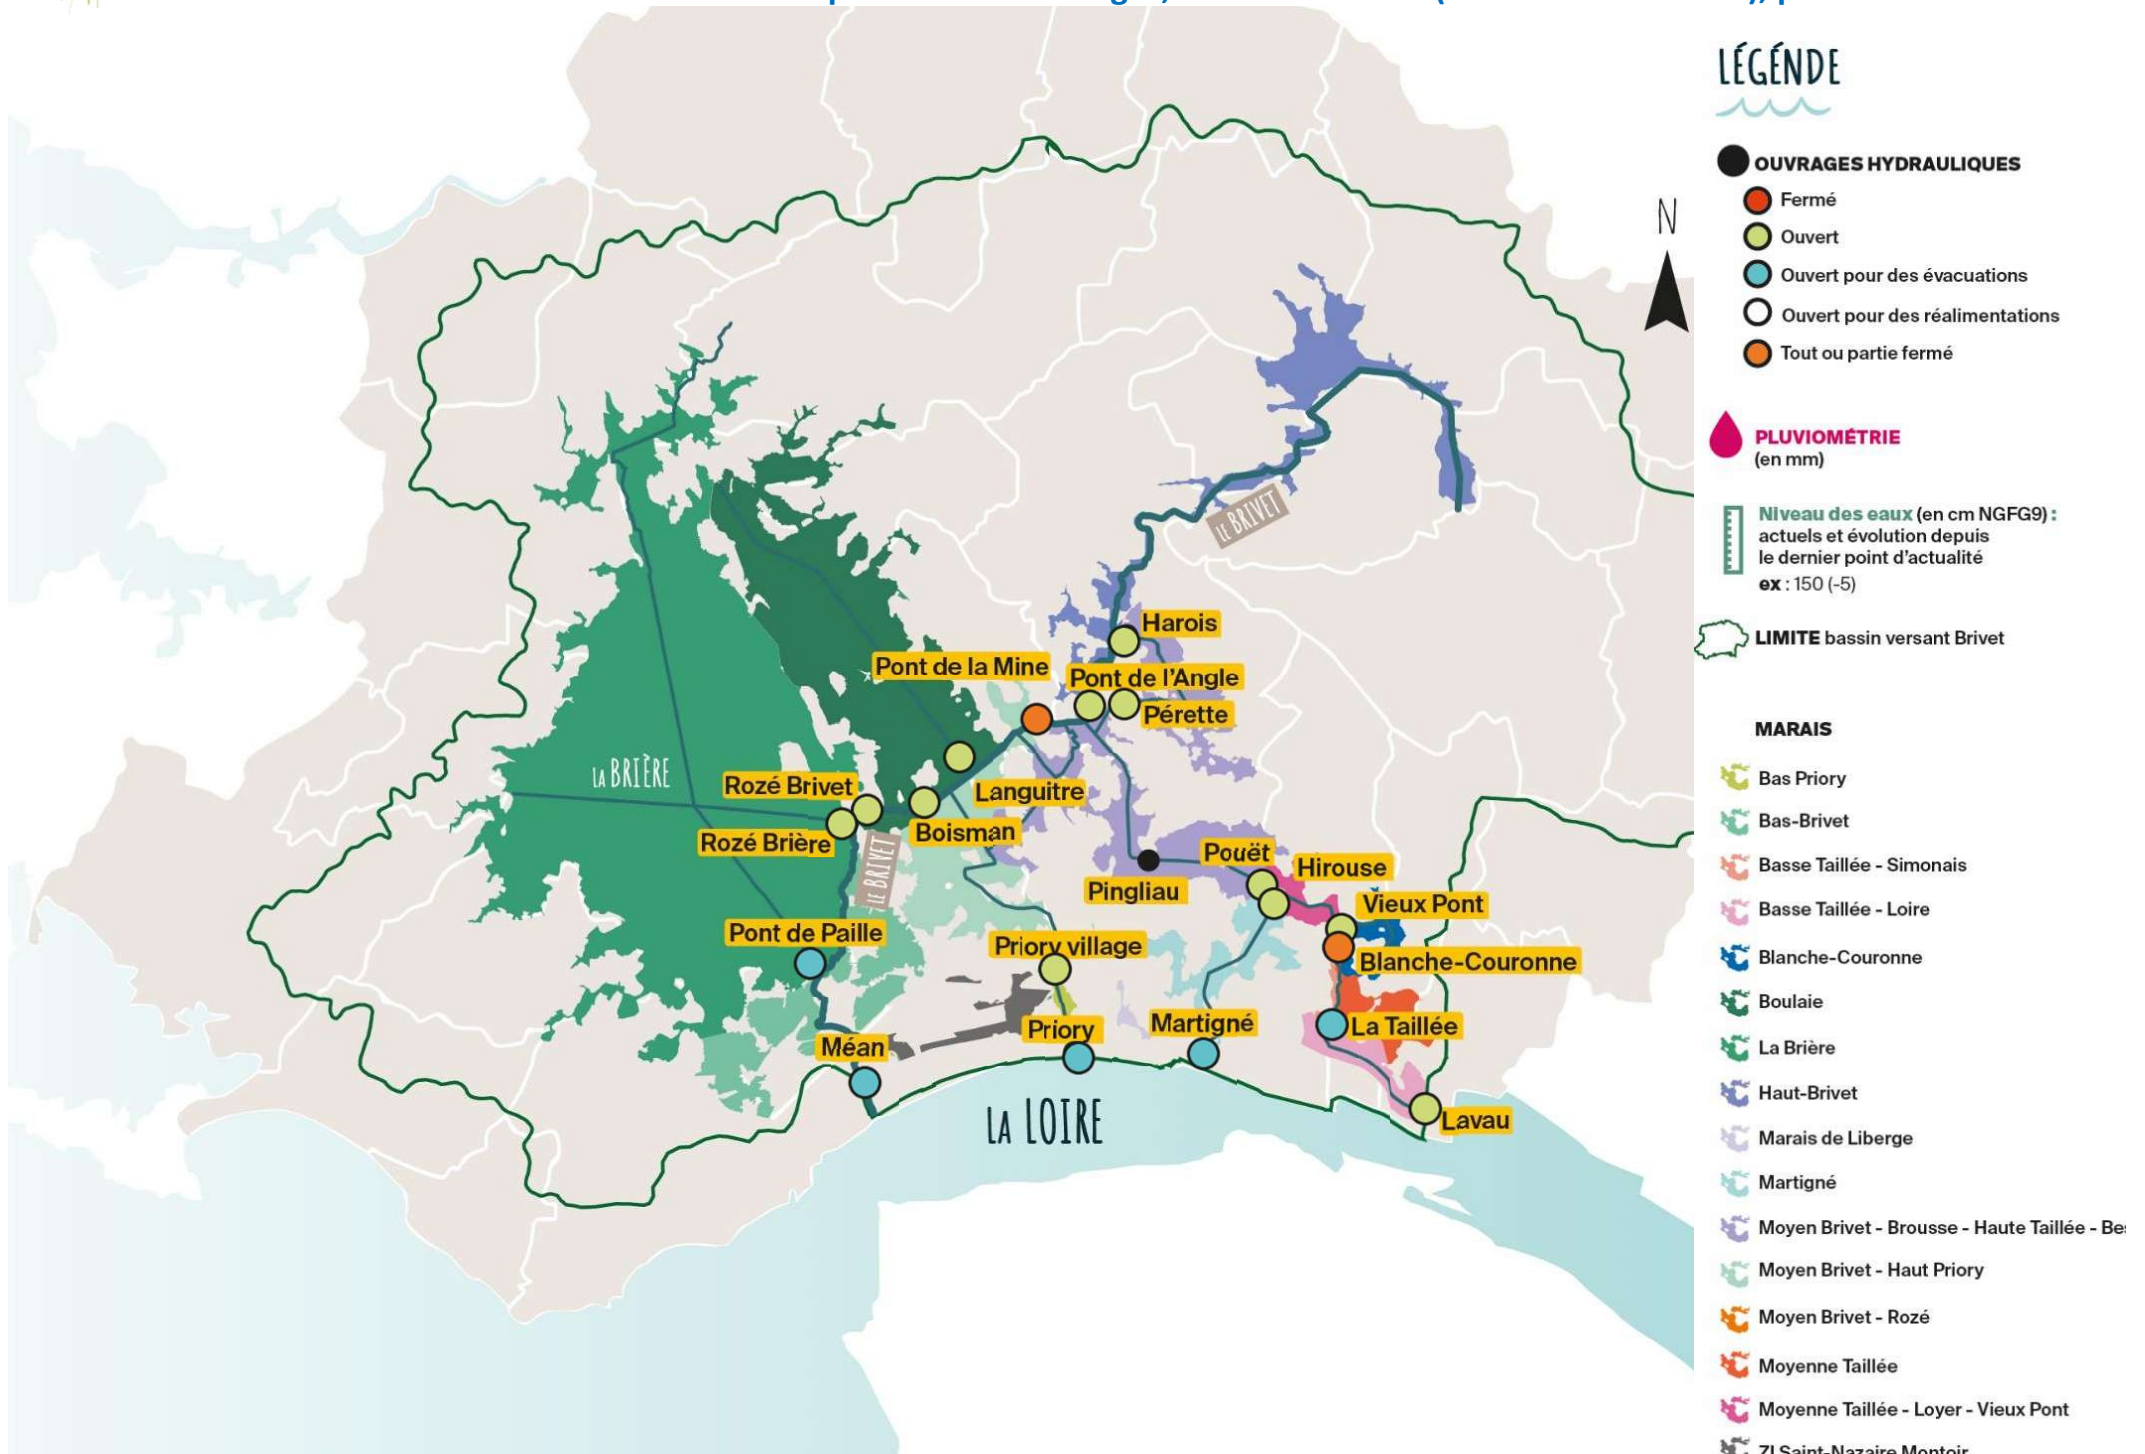 Harois
Pont de la Mine
Pont de l'Angle
Pérette
LE BRIVET
LA BRIÈRE
Rozé Brivet
Languitre
Rozé Brière
Boisman
LE BRIVET
Pouët
Hirouse
Pingliau
Vieux Pont
Pont de Paille
Priory village
Blanche-Couronne
Priory
Martigné
La Taillée
Méan
LA LOIRE
Lavau
N
LÉGÉNDE
OUVRAGES HYDRAULIQUES
Fermé
Ouvert
Ouvert pour des évacuations
Ouvert pour des réalimentations
Tout ou partie fermé
PLUVIOMÉTRIE
(en mm)
Niveau des eaux (en cm NGFG9) :
actuels et évolution depuis
le dernier point d'actualité
ex : 150 (-5)
LIMITE bassin versant Brivet
MARAIS
Bas Priory
Bas-Brivet
Basse Taillée - Simonais
Basse Taillée - Loire
Blanche-Couronne
Boulaie
La Brière
Haut-Brivet
Marais de Liberge
Martigné
Moyen Brivet - Brousse - Haute Taillée -
Moyen Brivet - Haut Priory
Moyen Brivet - Rozé
Moyenne Taillée
Moyenne Taillée - Loyer - Vieux Pont
ZI Saint-Nazaire Montoir